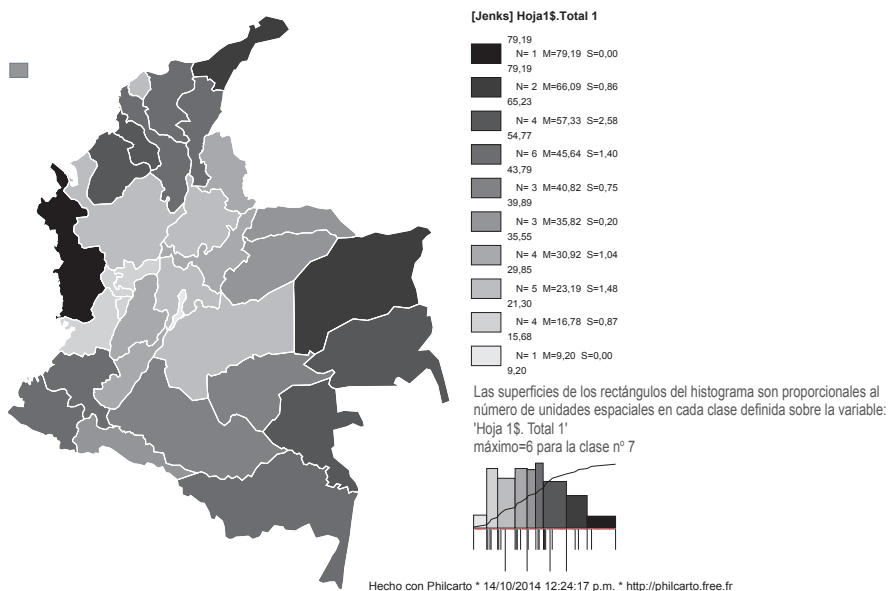 [Jenks] Hoja1$.Total 1
79,19
N= 1 M=79,19 S=0,00
79,19
N= 2 M=66,09 S=0,86
65,23
N= 4 M=57,33 S=2,58
54,77
N= 6 M=45,64 S=1,40
43,79
N= 3 M=40,82 S=0,75
39,89
N= 3 M=35,82 S=0,20
35,55
N= 4 M=30,92 S=1,04
29,85
N= 5 M=23,19 S=1,48
21,30
N= 4 M=16,78 S=0,87
15,68
N= 1 M=9,20 S=0,00
9,20
Las superficies de los rectángulos del histograma son proporcionales al
número de unidades espaciales en cada clase definida sobre la variable:
'Hoja 1$. Total 1'
máximo=6 para la clase nº 7
Hecho con Philcarto * 14/10/2014 12:24:17 p.m. * http://philcarto.free.fr